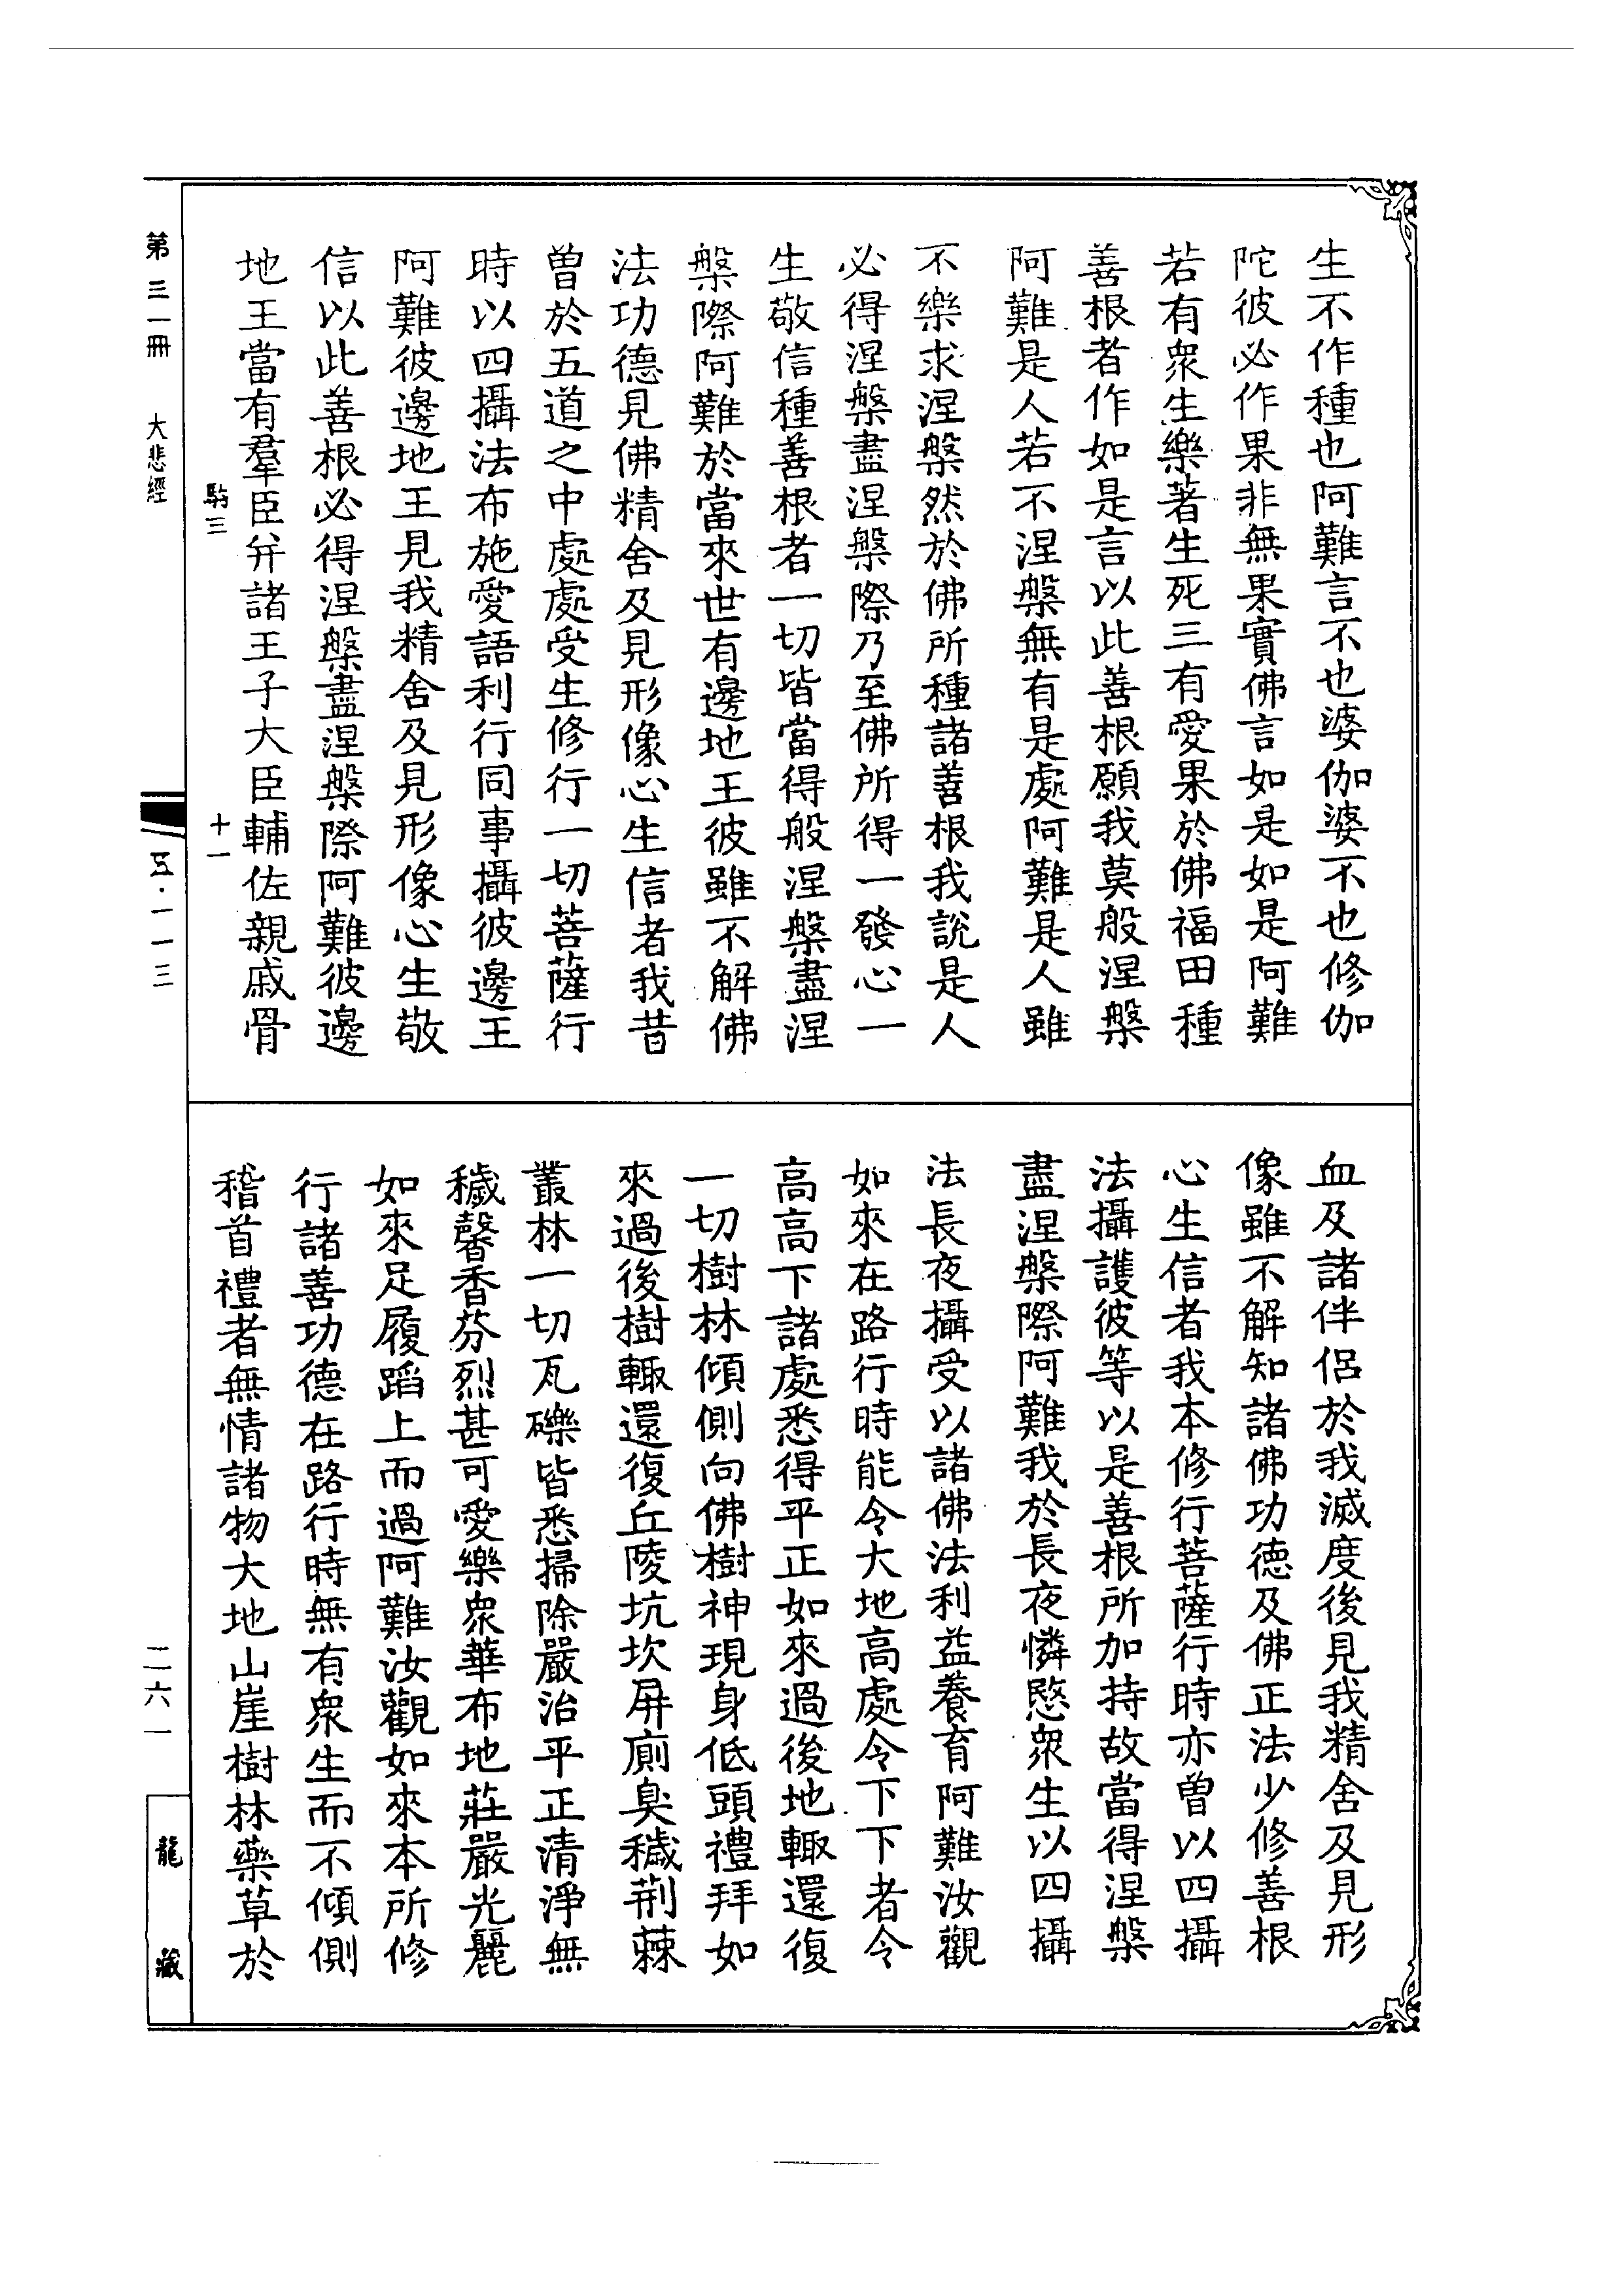 生不作種也阿難言不也婆伽婆不也修伽
陀彼必作果非無果實佛言如是如是阿難
若有眾生樂著生死三有愛果於佛福田種
善根者作如是言以此善根願我莫般涅槃
阿難是人若不涅槃無有是處阿難是人雖
不樂求涅槃然於佛所種諸善根我說是人
必得涅槃盡涅槃際乃至佛所得一發心一
生敬信種善根者一切皆當得般涅槃盡涅
槃際阿難於當來世有邊地王彼雖不解佛
法功德見佛精舍及見形像心生信者我昔
曾於五道之中處處受生修行一切菩薩行
時以四攝法布施愛語利行同事攝彼邊王
阿難彼邊地王見我精舍及見形像心生敬
信以此善根必得涅槃盡涅槃際阿難彼邊
地王當有羣臣并諸王子大臣輔佐親戚骨
血及諸伴侶於我滅度後見我精舍及見形
像雖不解知諸佛功德及佛正法少修善根
心生信者我本修行菩薩行時亦曾以四攝
法攝護彼等以是善根所加持故當得涅槃
盡涅槃際阿難我於長夜憐愍眾生以四攝
法長夜攝受以諸佛法利益養育阿難汝觀
如來在路行時能令大地高處令下下者令
高高下諸處悉得平正如來過後地輙還復
一切樹林傾側向佛樹神現身低頭禮拜如
來過後樹輙還復丘陵坑坎屏廁臭穢荆棘
叢林一切瓦礫皆悉掃除嚴治平正清淨無
穢馨香芬烈甚可愛樂眾華布地莊嚴光麗
如來足履蹈上而過阿難汝觀如來本所修
行諸善功德在路行時無有眾生而不傾側
稽首禮者無情諸物大地山崖樹林藥草於
駒三 十一
第三一冊 大悲經 五·一一三
二六一 龍藏